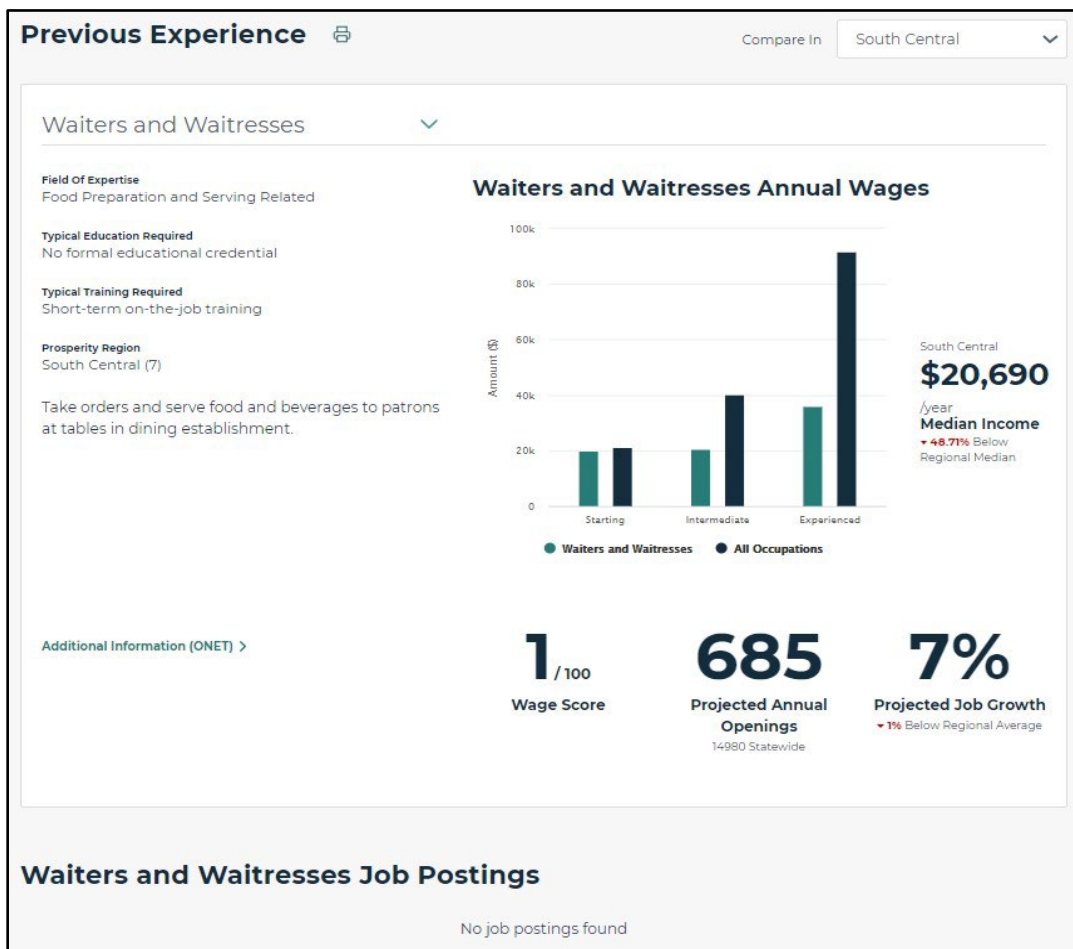 Previous Experience
Compare In
South Central
Waiters and Waitresses
Field Of Expertise
Food Preparation and Serving Related
Typical Education Required
No formal educational credential
Typical Training Required
Short-term on-the-job training
Prosperity Region
South Central (7)
Take orders and serve food and beverages to patrons
at tables in dining establishment.
Waiters and Waitresses Annual Wages
100k
80k
60k
40k
20k
0
Amount ($)
Starting
Intermediate
Experienced
Waiters and Waitresses
All Occupations
South Central
$20,690
/year
Median Income
48.71% Below
Regional Median
Additional Information (ONET) >
1 / 100
Wage Score
685
Projected Annual
Openings
14980 Statewide
7%
Projected Job Growth
1% Below Regional Average
Waiters and Waitresses Job Postings
No job postings found